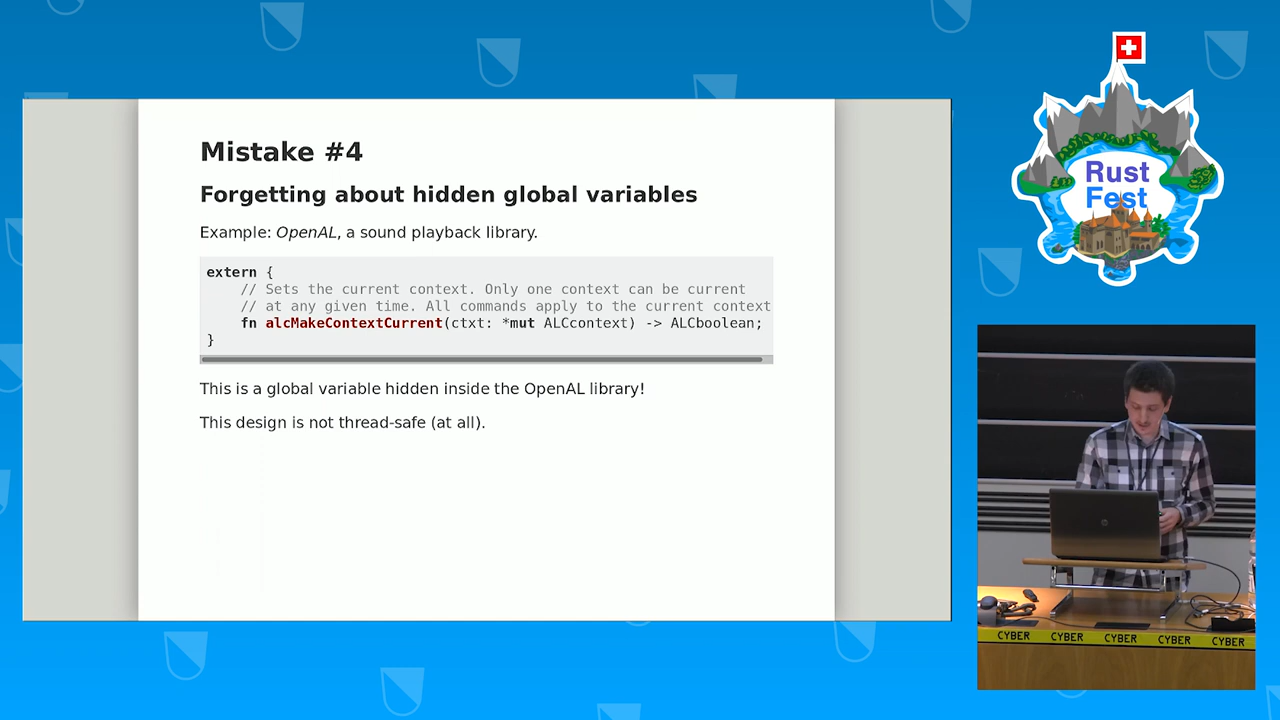 Mistake #4
Forgetting about hidden global variables
Example: OpenAL, a sound playback library.
extern {
    // Sets the current context. Only one context can be current
    // at any given time. All commands apply to the current context
    fn alcMakeContextCurrent(ctxt: *mut ALCcontext) -> ALCboolean;
}
This is a global variable hidden inside the OpenAL library!
This design is not thread-safe (at all).
Rust
Fest
CYBER CYBER CYBER CYBER CYBER